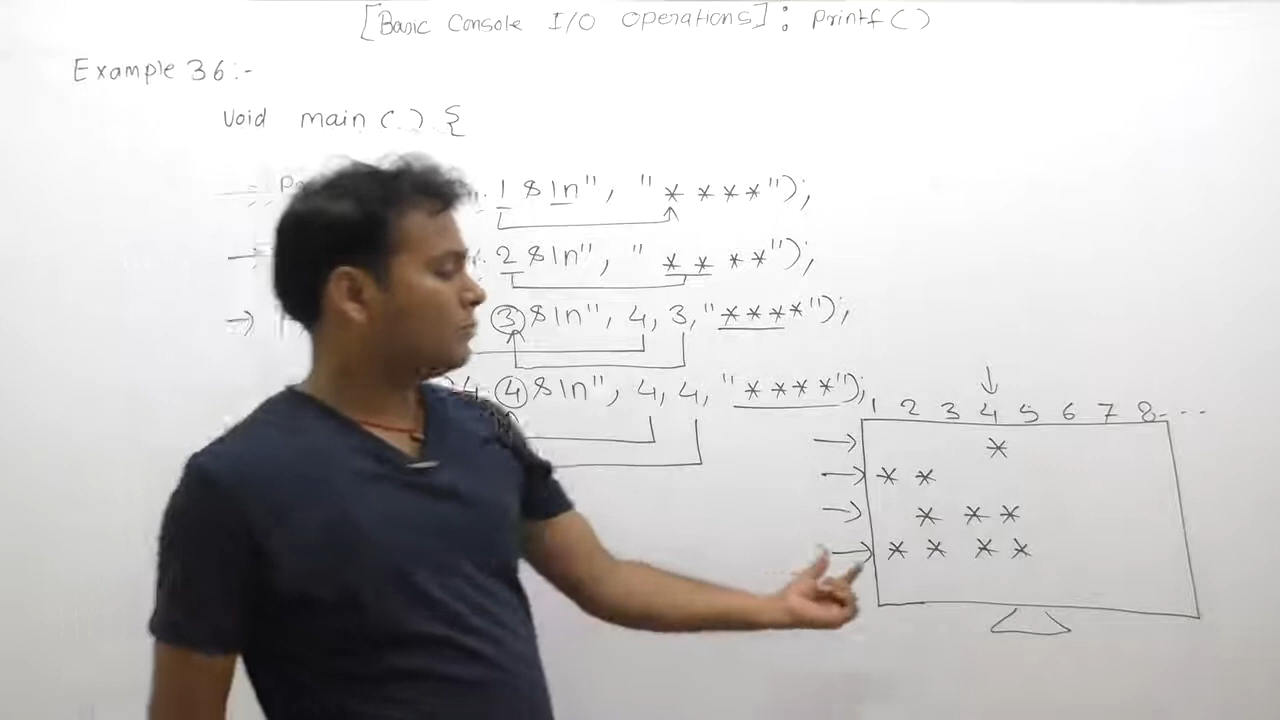 [Basic Console I/O Operations] : Printf()
Example 36:-
Void main() {
1 $ \n", "* * * *");
2 $ \n", "* * * *");
3 $ \n", 4, 3, "* * * *");
4 $ \n", 4, 4, "* * * *");
1 2 3 4 5 6 7 8- - -
*
* *
* * *
* * * *